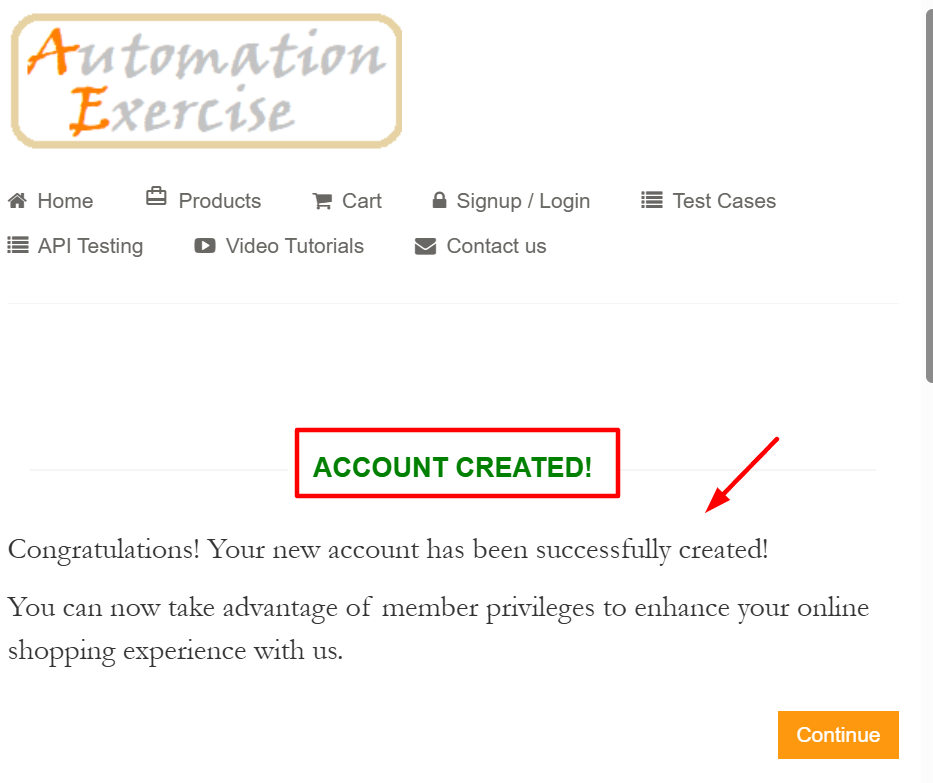 Automation
Exercise
Home Products Cart Signup / Login Test Cases
API Testing Video Tutorials Contact us
ACCOUNT CREATED!
Congratulations! Your new account has been successfully created!
You can now take advantage of member privileges to enhance your online
shopping experience with us.
Continue